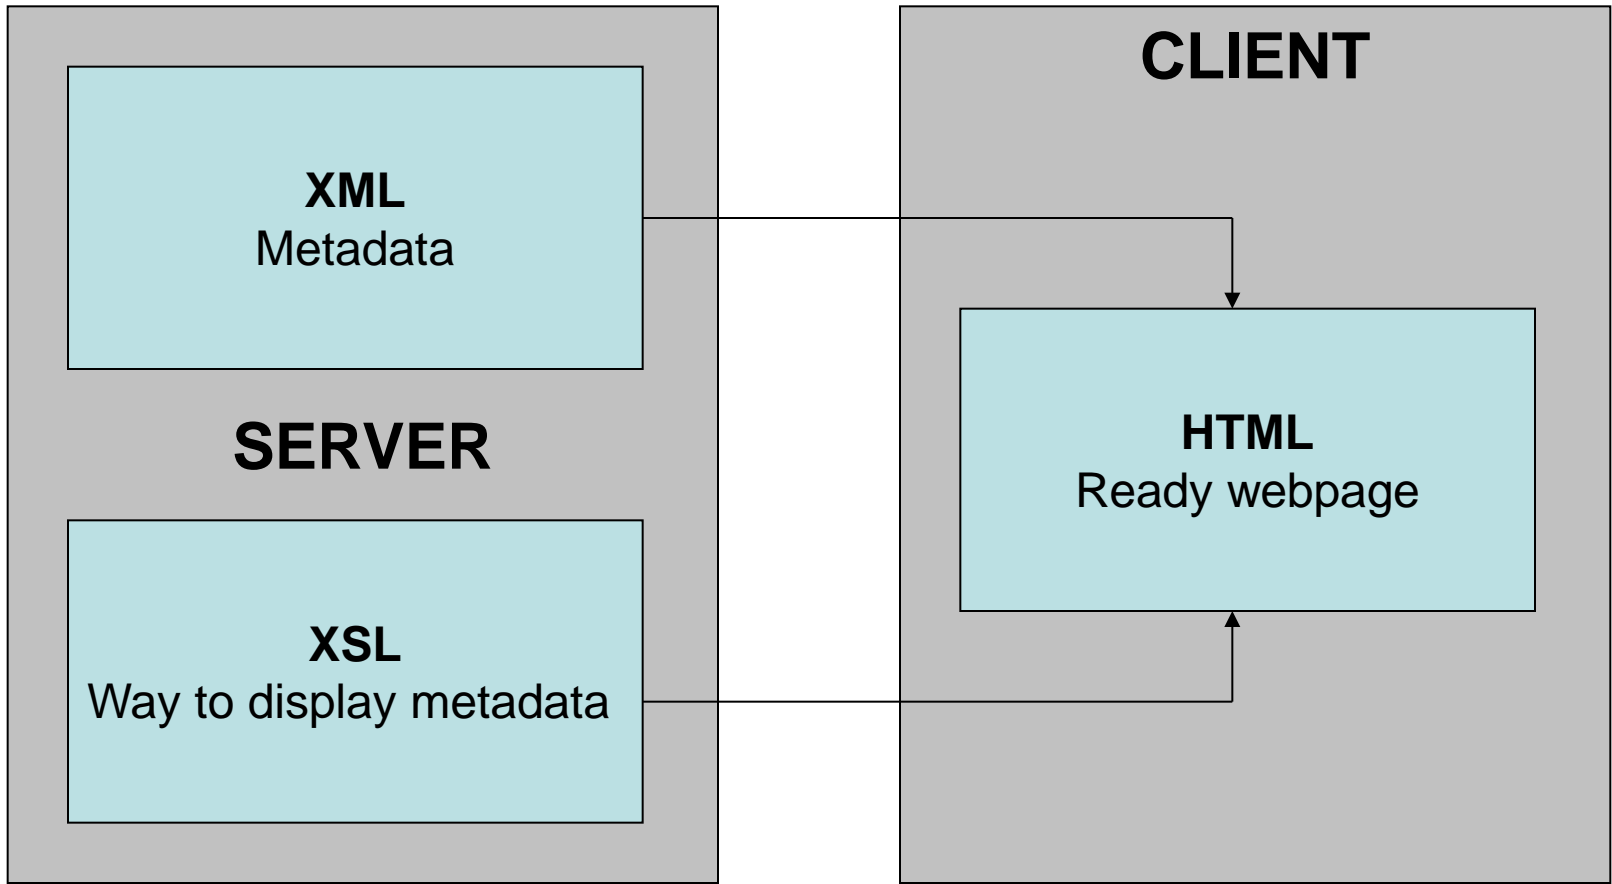 XML
Metadata
SERVER
XSL
Way to display metadata
CLIENT
HTML
Ready webpage